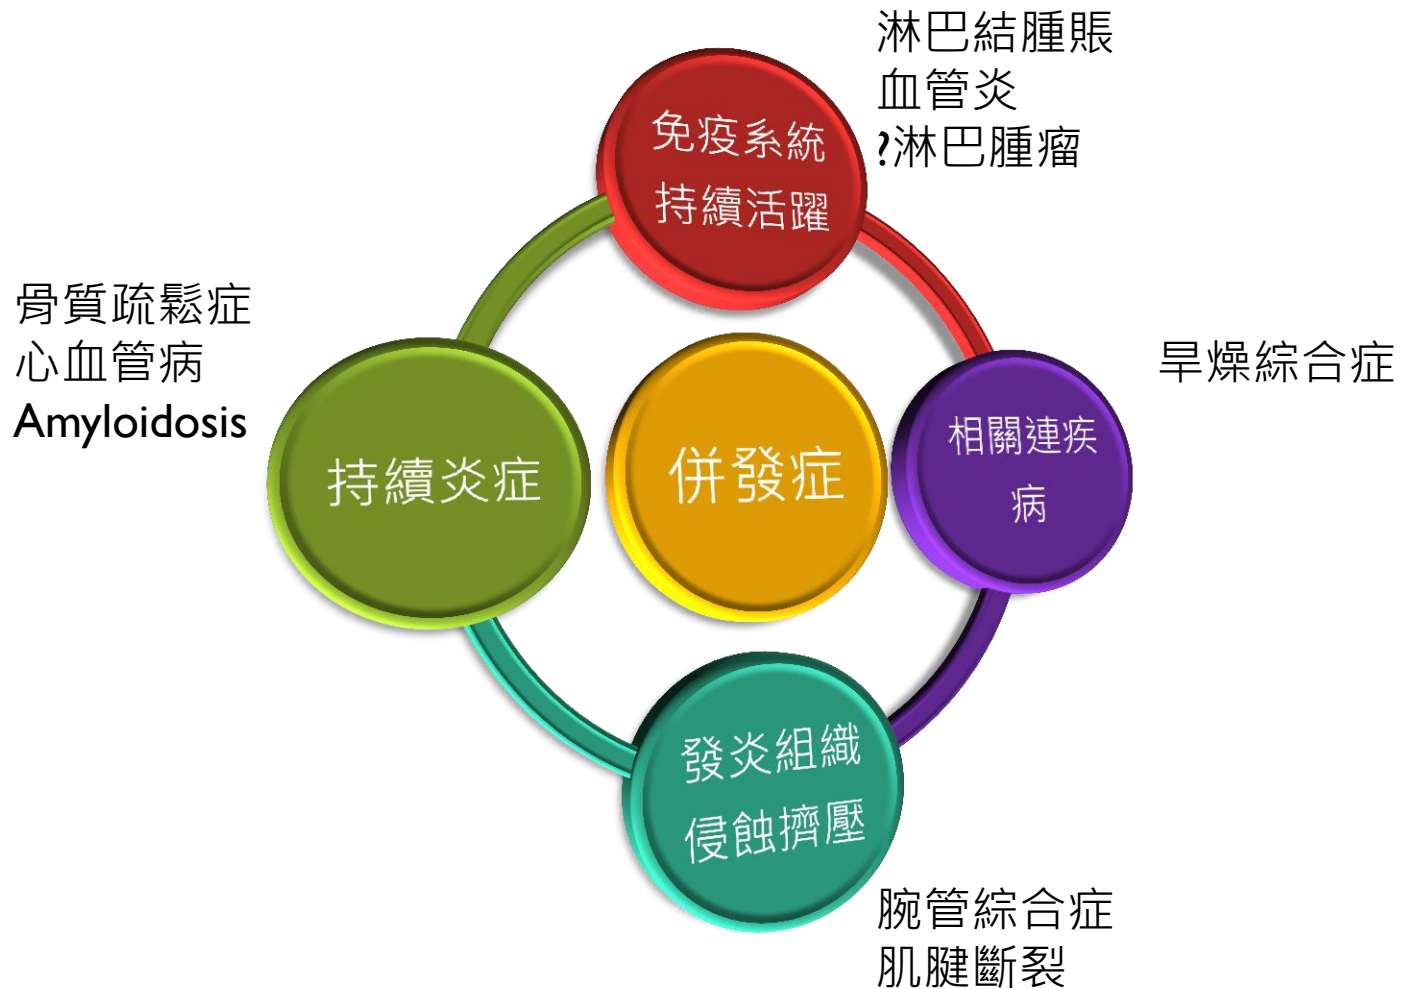 淋巴結腫賬
血管炎
?淋巴腫瘤
免疫系統
持續活躍
骨質疏鬆症
心血管病
Amyloidosis
旱燥綜合症
相關連疾
病
持續炎症
併發症
發炎組織
侵蝕擠壓
腕管綜合症
肌腱斷裂